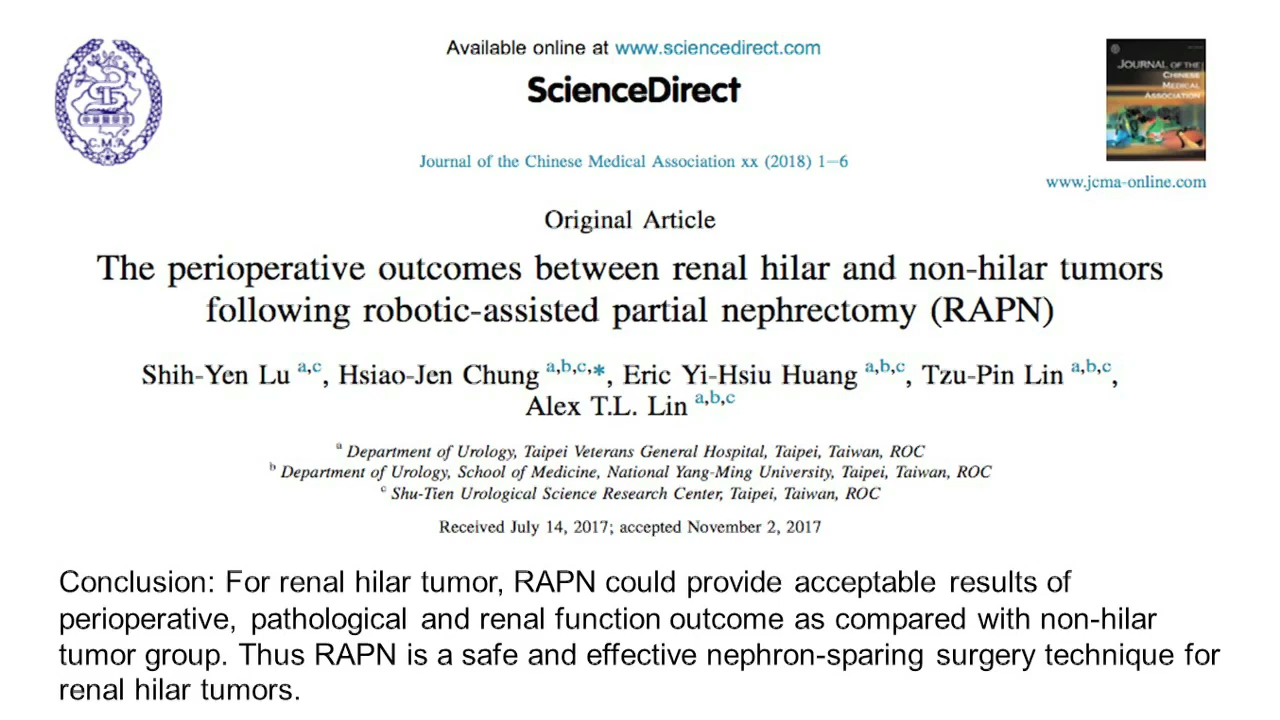 Available online at www.sciencedirect.com
ScienceDirect
JOURNAL OF THE
CHINESE
MEDICAL
ASSOCIATION
C.M.A
Journal of the Chinese Medical Association xx (2018) 1–6
www.jcma-online.com
Original Article
The perioperative outcomes between renal hilar and non-hilar tumors
following robotic-assisted partial nephrectomy (RAPN)
Shih-Yen Lu a,c, Hsiao-Jen Chung a,b,c,*, Eric Yi-Hsiu Huang a,b,c, Tzu-Pin Lin a,b,c,
Alex T.L. Lin a,b,c
a Department of Urology, Taipei Veterans General Hospital, Taipei, Taiwan, ROC
b Department of Urology, School of Medicine, National Yang-Ming University, Taipei, Taiwan, ROC
c Shu-Tien Urological Science Research Center, Taipei, Taiwan, ROC
Received July 14, 2017; accepted November 2, 2017
Conclusion: For renal hilar tumor, RAPN could provide acceptable results of
perioperative, pathological and renal function outcome as compared with non-hilar
tumor group. Thus RAPN is a safe and effective nephron-sparing surgery technique for
renal hilar tumors.